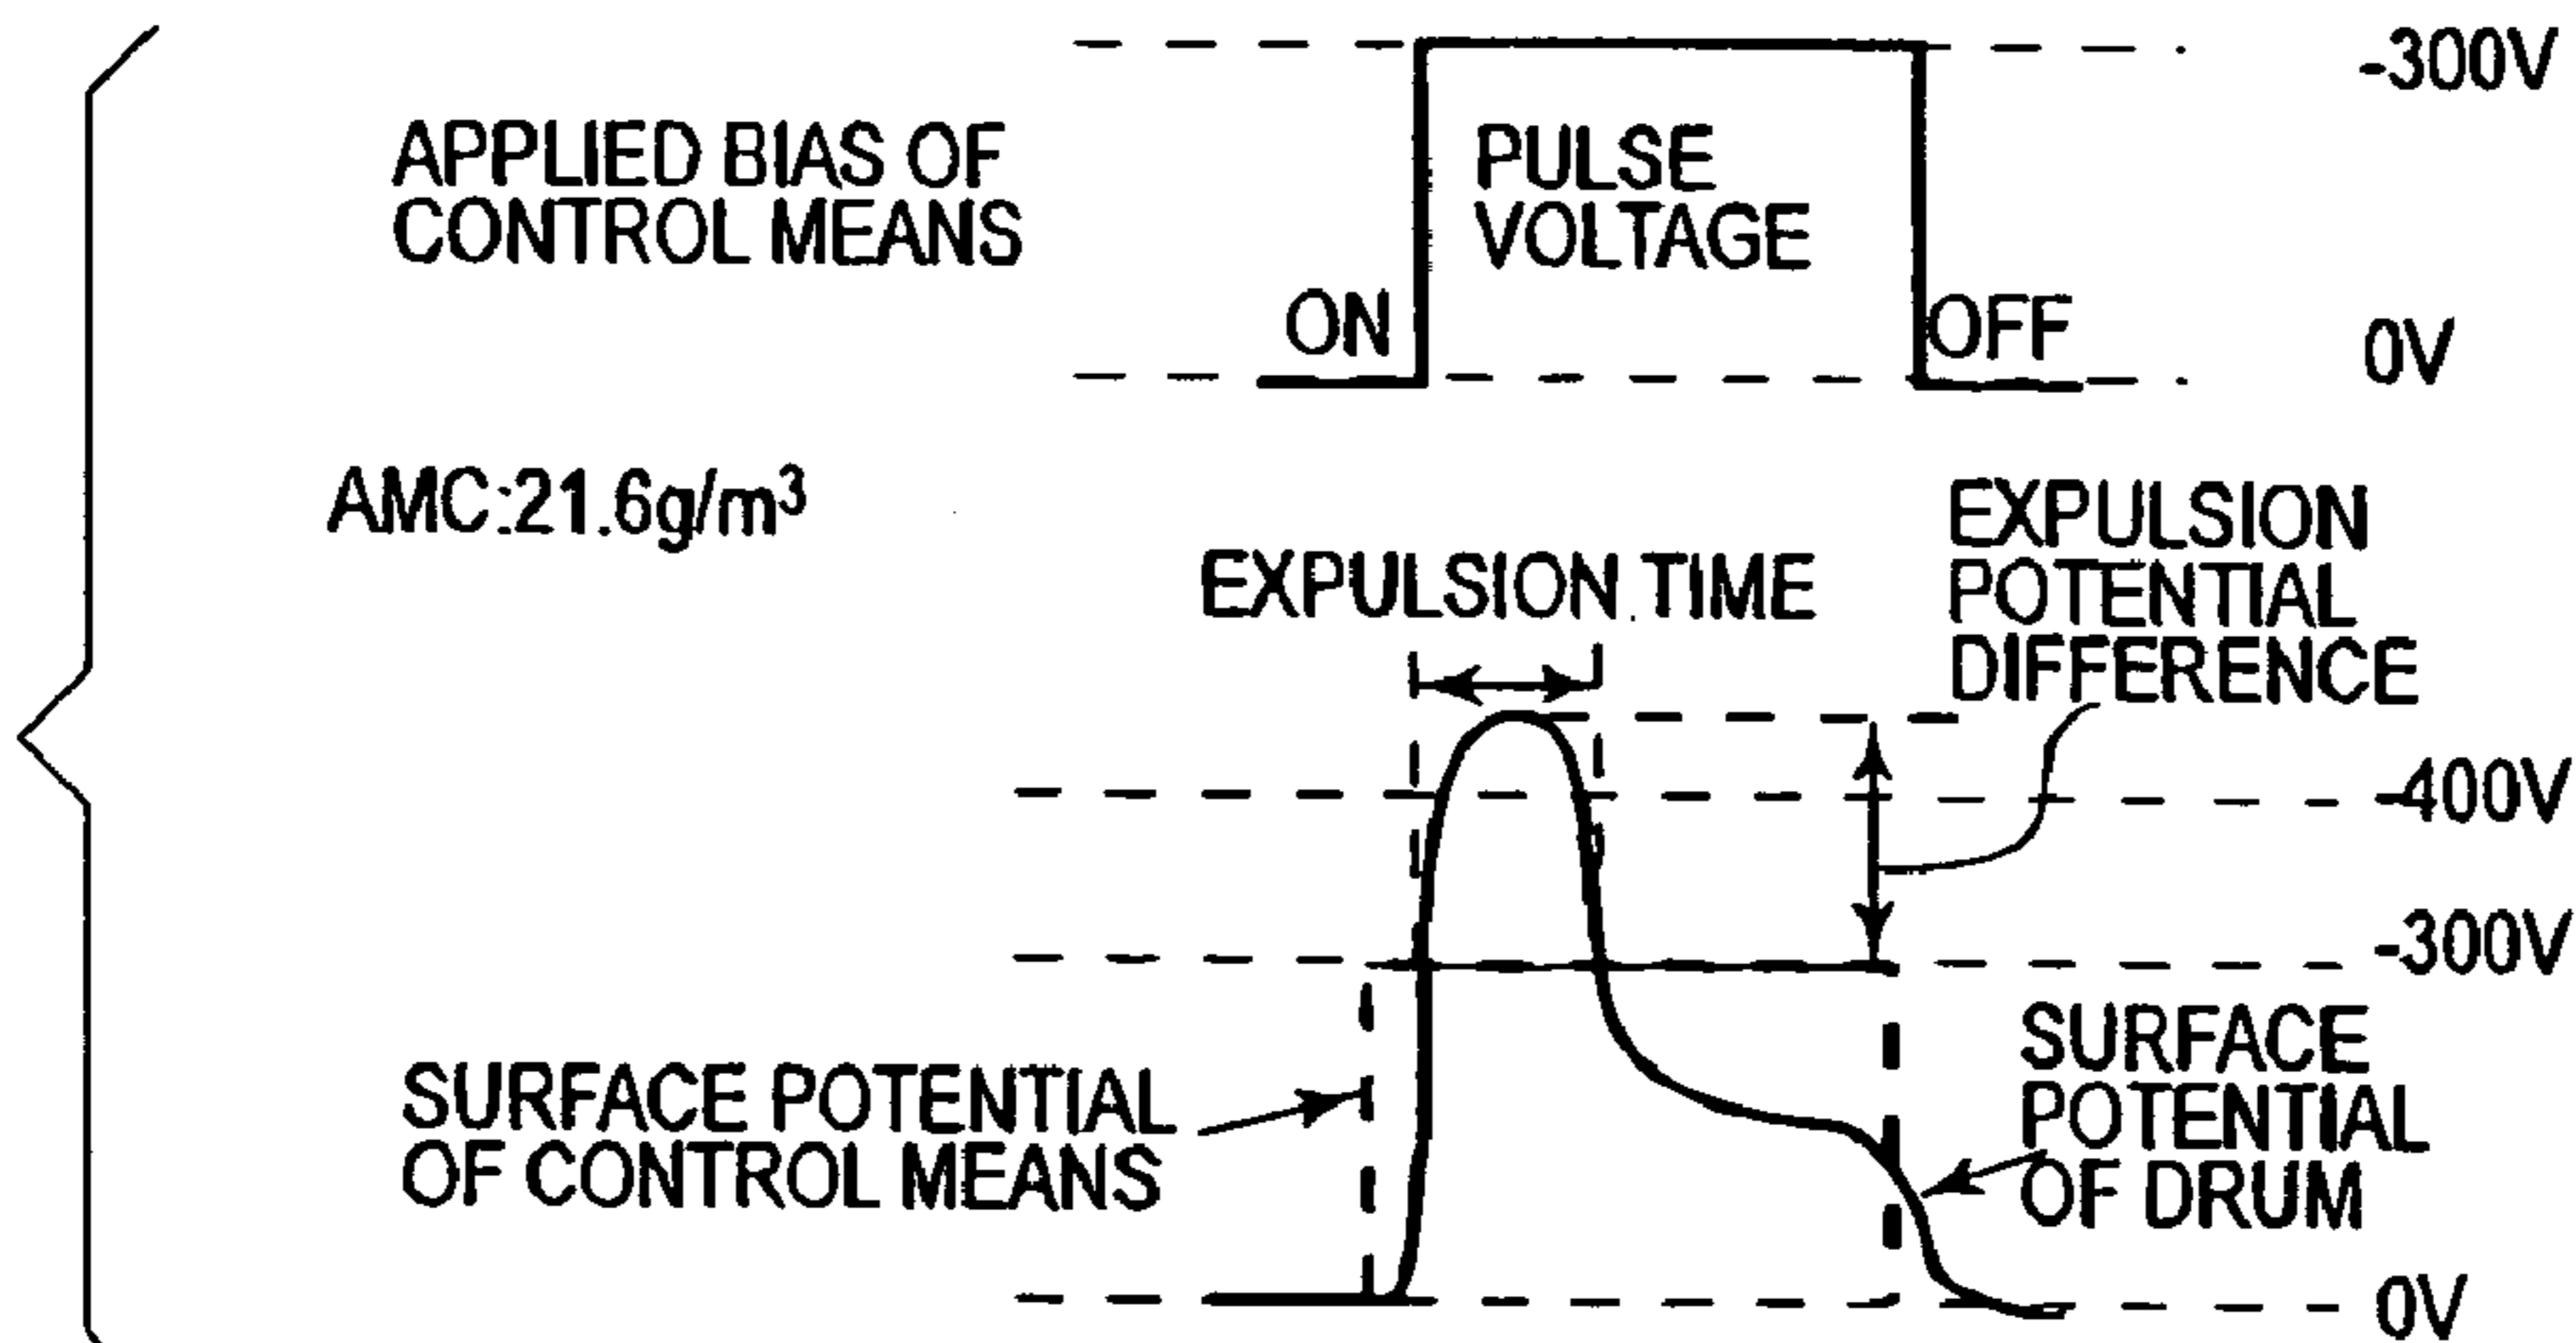 -300V
APPLIED BIAS OF
CONTROL MEANS
PULSE
VOLTAGE
ON
OFF
0V
AMC:21.6g/m³
EXPULSION TIME
EXPULSION
POTENTIAL
DIFFERENCE
-400V
-300V
SURFACE POTENTIAL
OF CONTROL MEANS
SURFACE
POTENTIAL
OF DRUM
0V